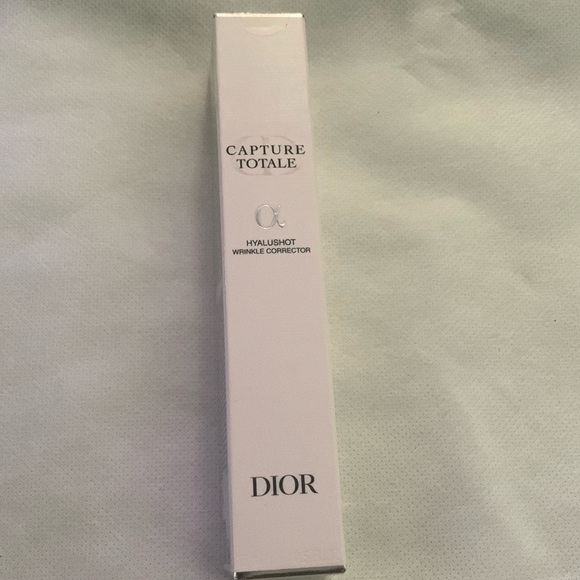 CAPTURE
TOTALE
HYALUSHOT
WRINKLE CORRECTOR
DIOR